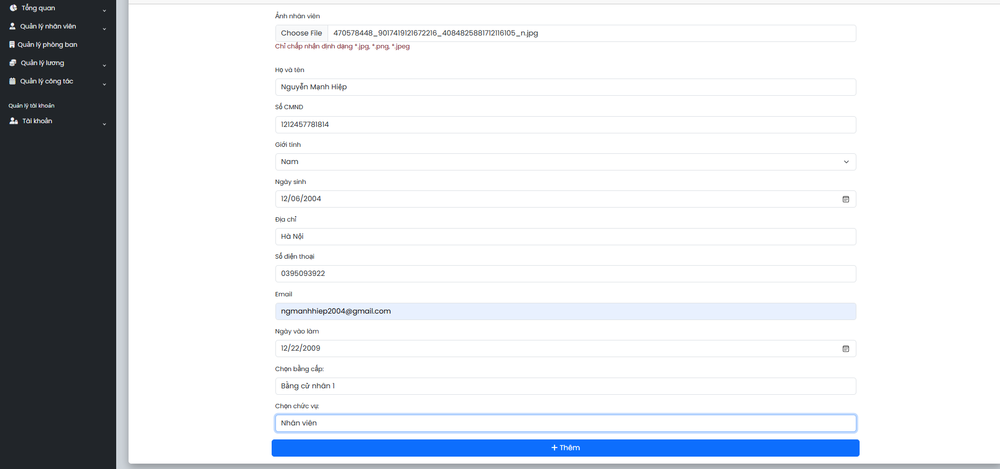 Tổng quan
Quản lý nhân viên
Quản lý phòng ban
Quản lý lương
Quản lý công tác
Quản lý tài khoản
Tài khoản
Ảnh nhân viên
Choose File 470578448_9017419121672216_4084825881712116105_n.jpg
Chỉ chấp nhận định dạng *.jpg, *.png, *.jpeg
Họ và tên
Nguyễn Mạnh Hiệp
Số CMND
1212457781814
Giới tính
Nam
Ngày sinh
12/06/2004
Địa chỉ
Hà Nội
Số điện thoại
0395093922
Email
ngmanhhiep2004@gmail.com
Ngày vào làm
12/22/2009
Chọn bằng cấp:
Bằng cử nhân 1
Chọn chức vụ:
Nhân viên
+ Thêm